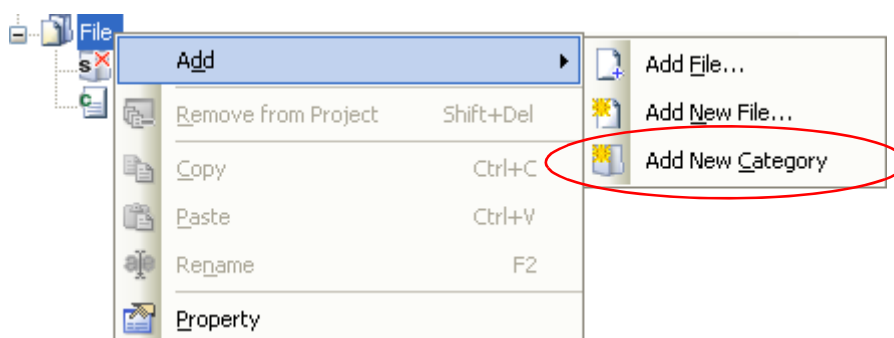 File
Add
Remove from Project Shift+Del
Copy Ctrl+C
Paste Ctrl+V
Rename F2
Property
Add File...
Add New File...
Add New Category